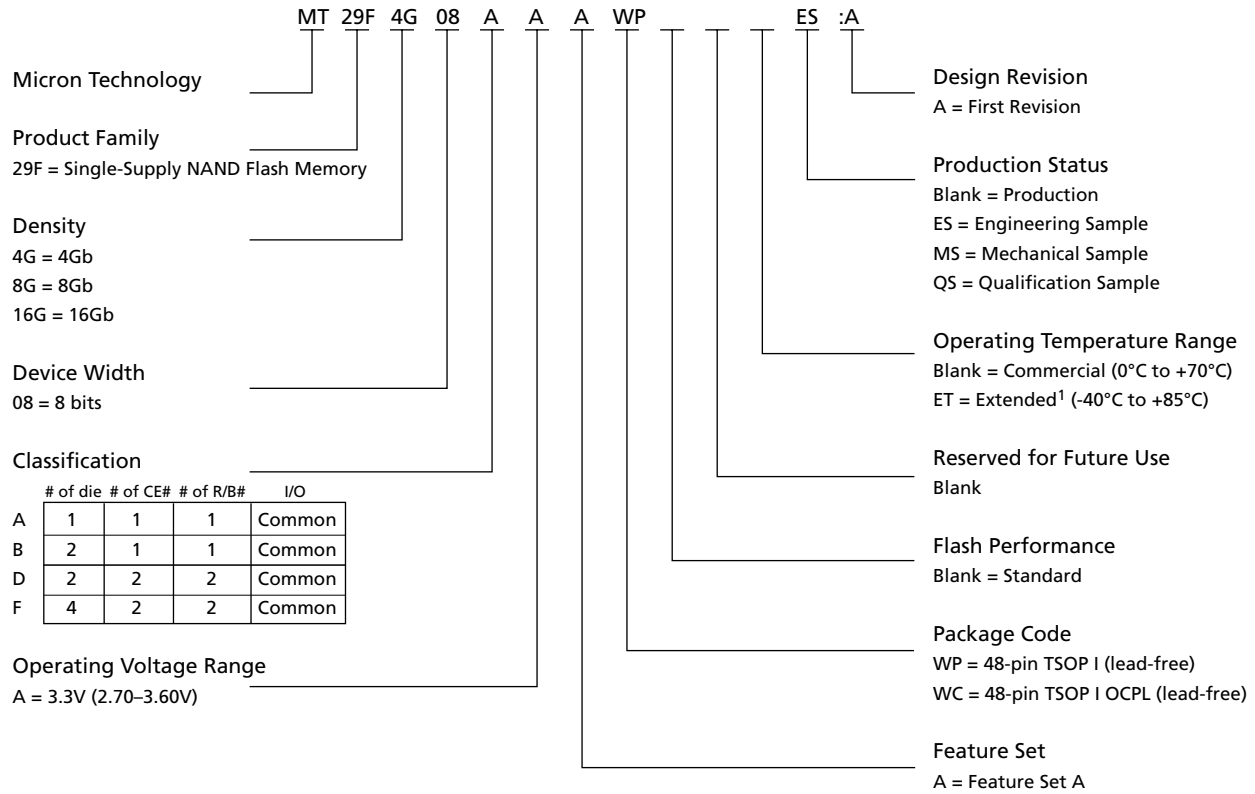 MT 29F 4G 08 A A A WP ES :A
Micron Technology
Product Family
29F = Single-Supply NAND Flash Memory
Density
4G = 4Gb
8G = 8Gb
16G = 16Gb
Device Width
08 = 8 bits
Classification
# of die # of CE# # of R/B# I/O
A 1 1 1 Common
B 2 1 1 Common
D 2 2 2 Common
F 4 2 2 Common
Operating Voltage Range
A = 3.3V (2.70–3.60V)
Design Revision
A = First Revision
Production Status
Blank = Production
ES = Engineering Sample
MS = Mechanical Sample
QS = Qualification Sample
Operating Temperature Range
Blank = Commercial (0°C to +70°C)
ET = Extended¹ (-40°C to +85°C)
Reserved for Future Use
Blank
Flash Performance
Blank = Standard
Package Code
WP = 48-pin TSOP I (lead-free)
WC = 48-pin TSOP I OCPL (lead-free)
Feature Set
A = Feature Set A